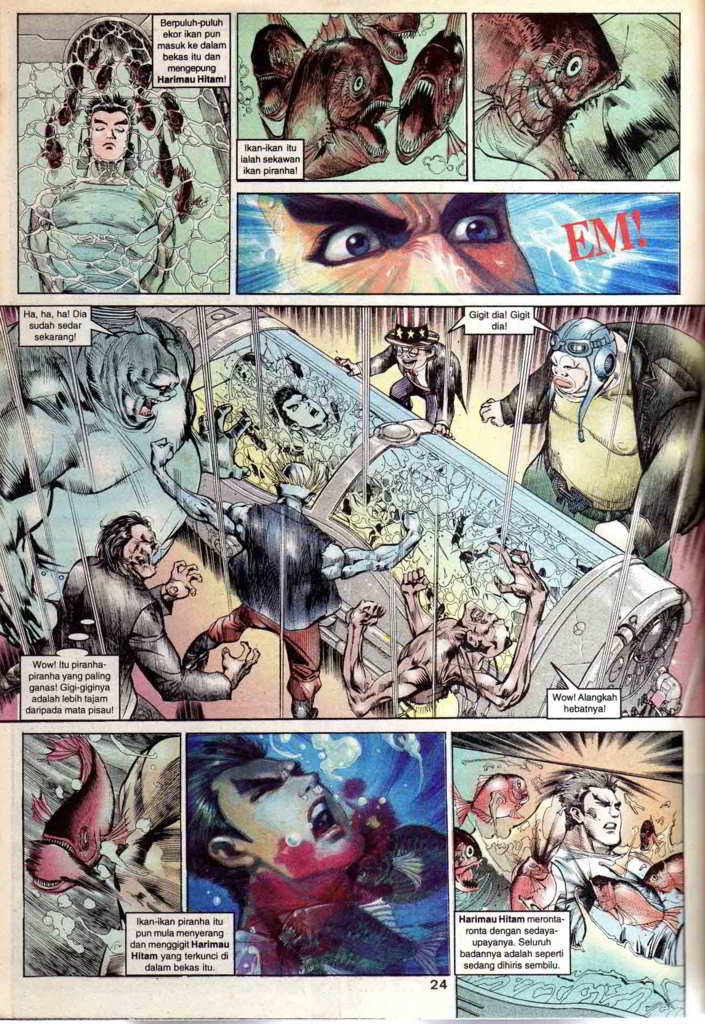 Berpuluh-puluh
ekor ikan pun
masuk ke dalam
bekas itu dan
mengepung
Harimau Hitam!
Ikan-ikan itu
ialah sekawan
ikan piranha!
EM!
Ha, ha, ha! Dia
sudah sedar
sekarang!
Gigit dia! Gigit
dia!
Wow! Itu piranha-
piranha yang paling
ganas! Gigi-giginya
adalah lebih tajam
daripada mata pisau!
Wow! Alangkah
hebatnya!
Ikan-ikan piranha itu
pun mula menyerang
dan menggigit Harimau
Hitam yang terkunci di
dalam bekas itu.
Harimau Hitam meronta-
ronta dengan sedaya-
upayanya. Seluruh
badannya adalah seperti
sedang dihiris sembilu.
24